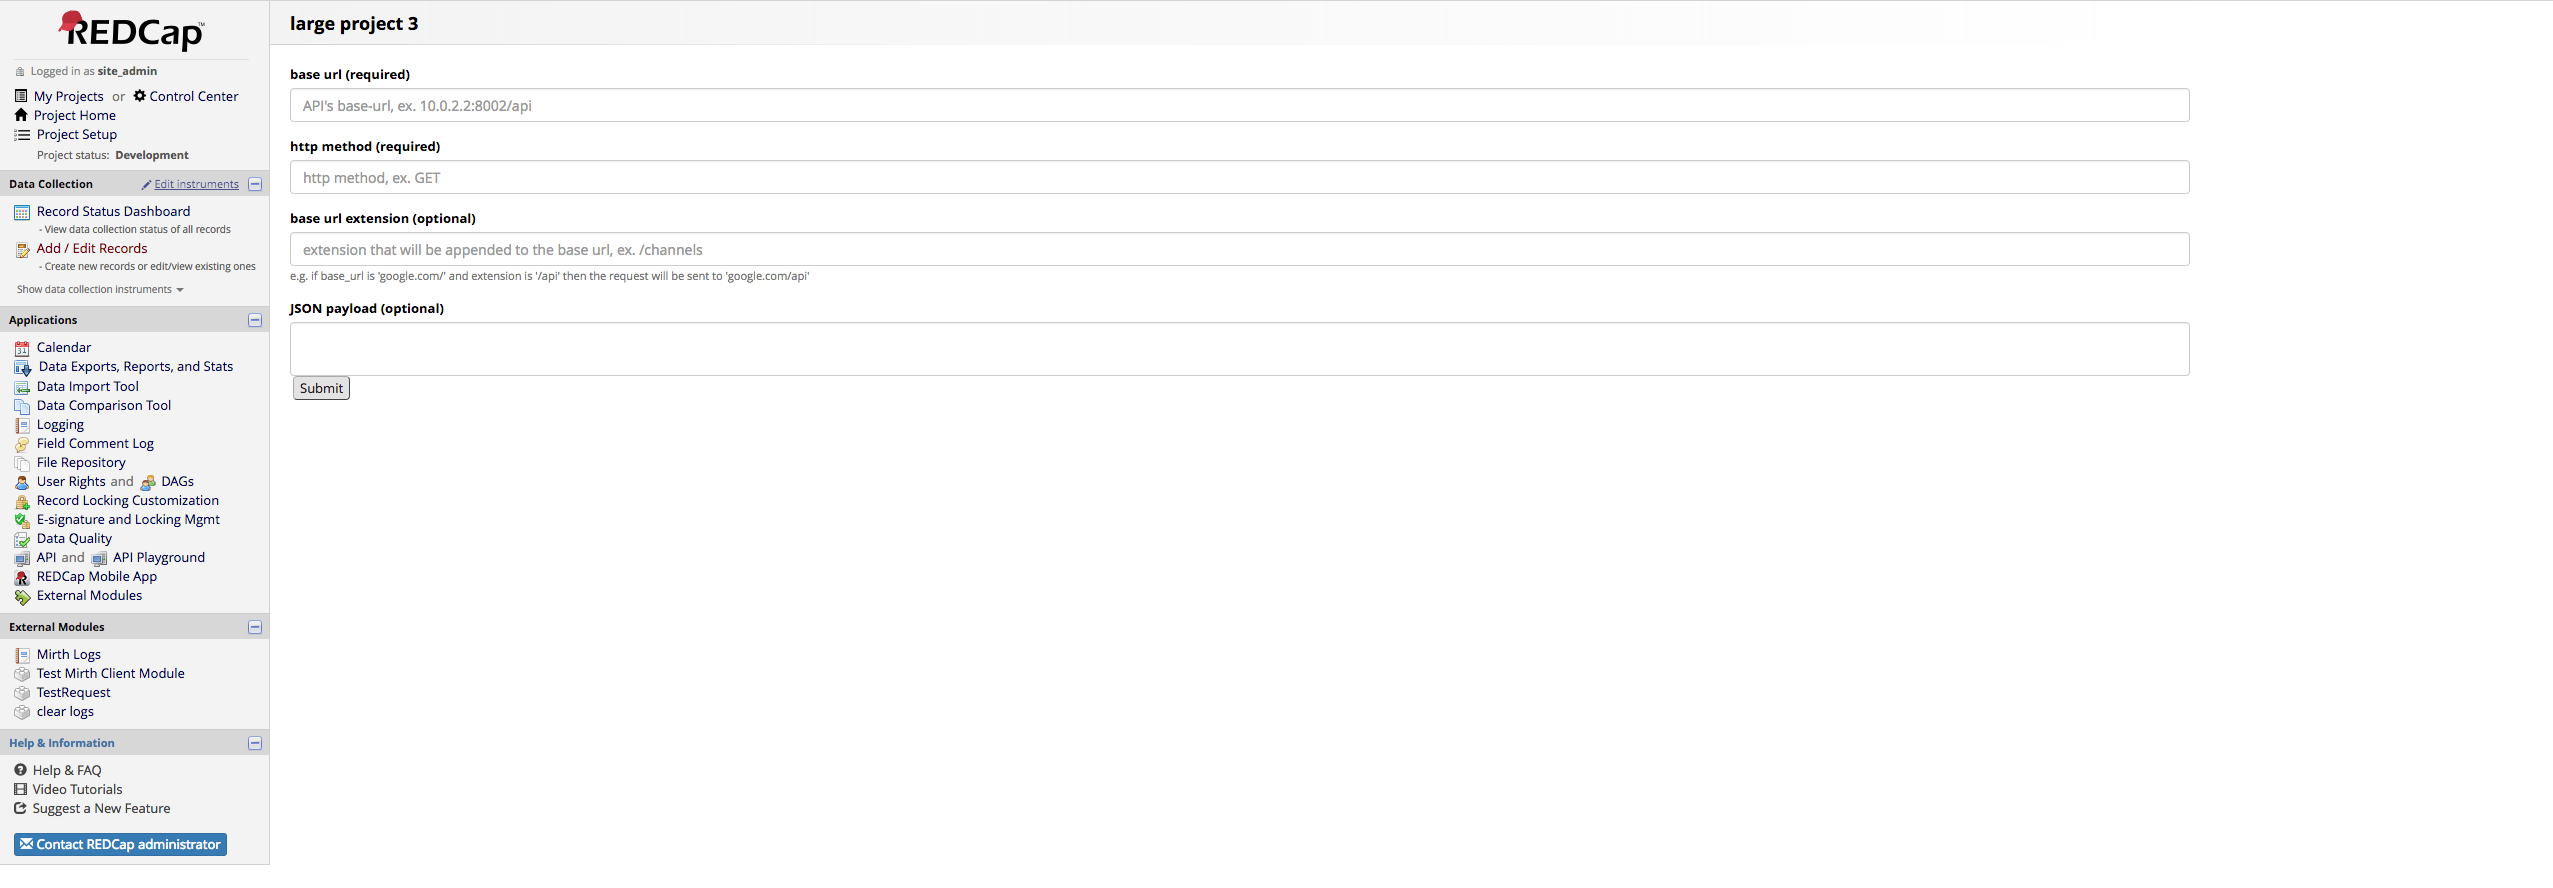 REDCap™
Logged in as site_admin
My Projects or Control Center
Project Home
Project Setup
Project status: Development
Data Collection Edit instruments
Record Status Dashboard
- View data collection status of all records
Add / Edit Records
- Create new records or edit/view existing ones
Show data collection instruments
Applications
Calendar
Data Exports, Reports, and Stats
Data Import Tool
Data Comparison Tool
Logging
Field Comment Log
File Repository
User Rights and DAGs
Record Locking Customization
E-signature and Locking Mgmt
Data Quality
API and API Playground
REDCap Mobile App
External Modules
External Modules
Mirth Logs
Test Mirth Client Module
TestRequest
clear logs
Help & Information
Help & FAQ
Video Tutorials
Suggest a New Feature
Contact REDCap administrator
large project 3
base url (required)
API's base-url, ex. 10.0.2.2:8002/api
http method (required)
http method, ex. GET
base url extension (optional)
extension that will be appended to the base url, ex. /channels
e.g. if base_url is 'google.com/' and extension is '/api' then the request will be sent to 'google.com/api'
JSON payload (optional)
Submit